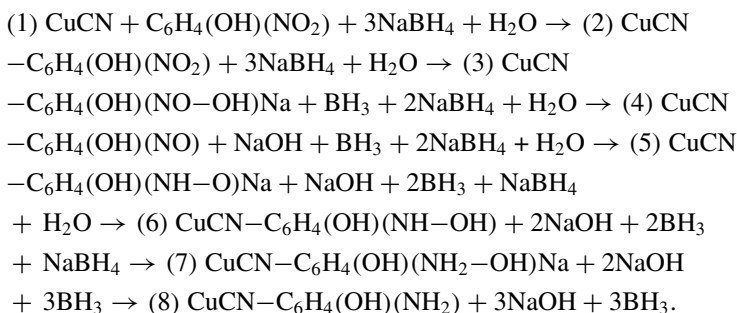 (1) CuCN + C₆H₄(OH)(NO₂) + 3NaBH₄ + H₂O → (2) CuCN
−C₆H₄(OH)(NO₂) + 3NaBH₄ + H₂O → (3) CuCN
−C₆H₄(OH)(NO−OH)Na + BH₃ + 2NaBH₄ + H₂O → (4) CuCN
−C₆H₄(OH)(NO) + NaOH + BH₃ + 2NaBH₄ + H₂O → (5) CuCN
−C₆H₄(OH)(NH−O)Na + NaOH + 2BH₃ + NaBH₄
+ H₂O → (6) CuCN−C₆H₄(OH)(NH−OH) + 2NaOH + 2BH₃
+ NaBH₄ → (7) CuCN−C₆H₄(OH)(NH₂−OH)Na + 2NaOH
+ 3BH₃ → (8) CuCN−C₆H₄(OH)(NH₂) + 3NaOH + 3BH₃.